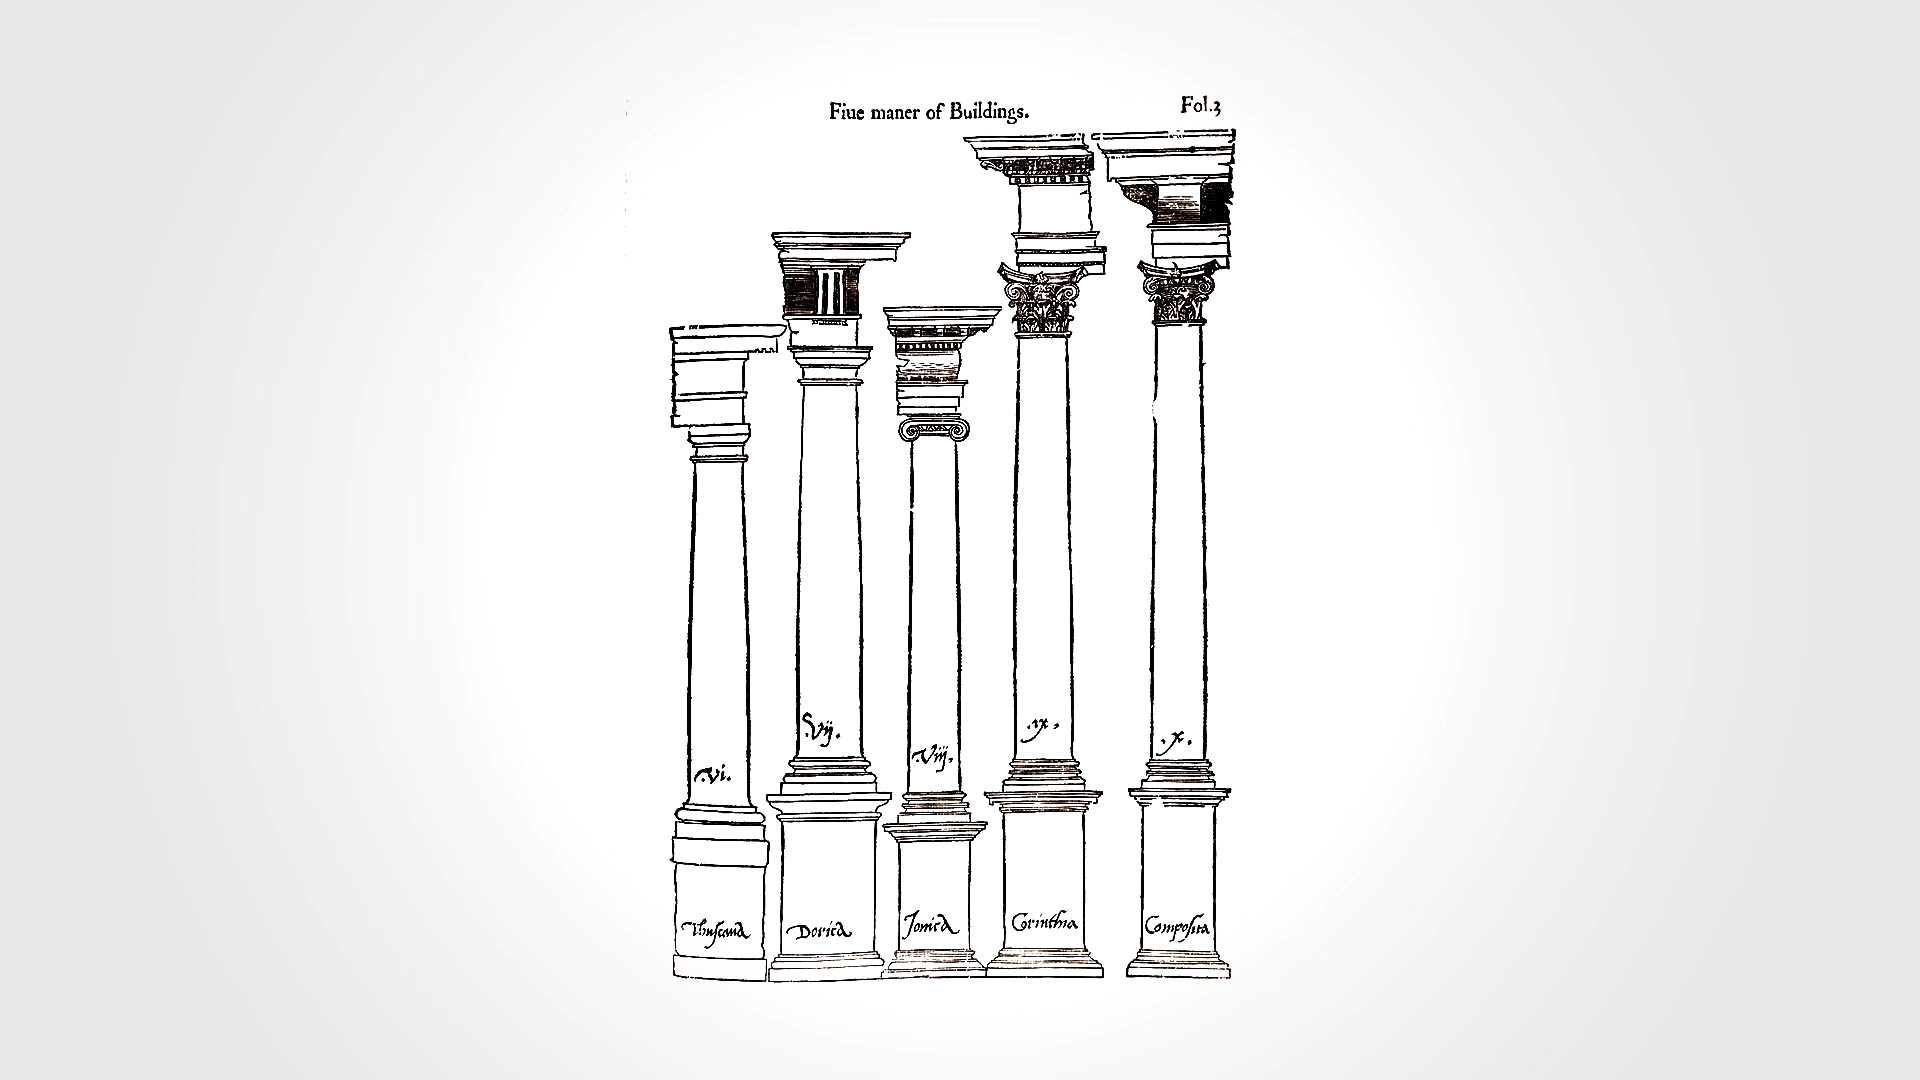 Fiue maner of Buildings.
Fol.3
.Vi.
.Vij.
.Viij.
.ix.
.x.
Thuscana
Dorica
Jonica
Corinthia
Composita